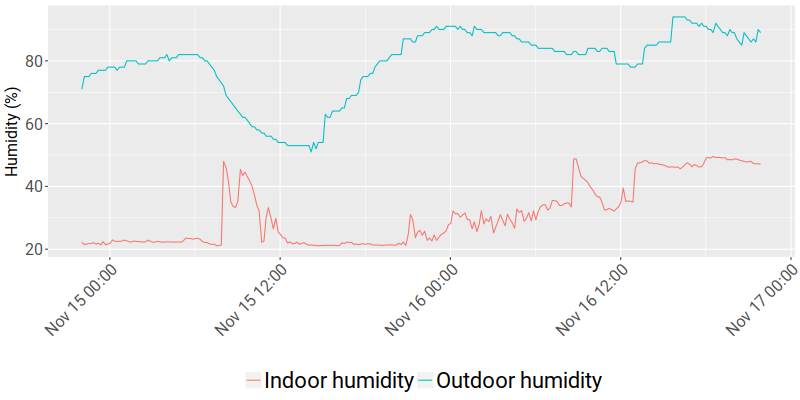 Humidity (%)
80
60
40
20
Nov 15 00:00
Nov 15 12:00
Nov 16 00:00
Nov 16 12:00
Nov 17 00:00
Indoor humidity
Outdoor humidity